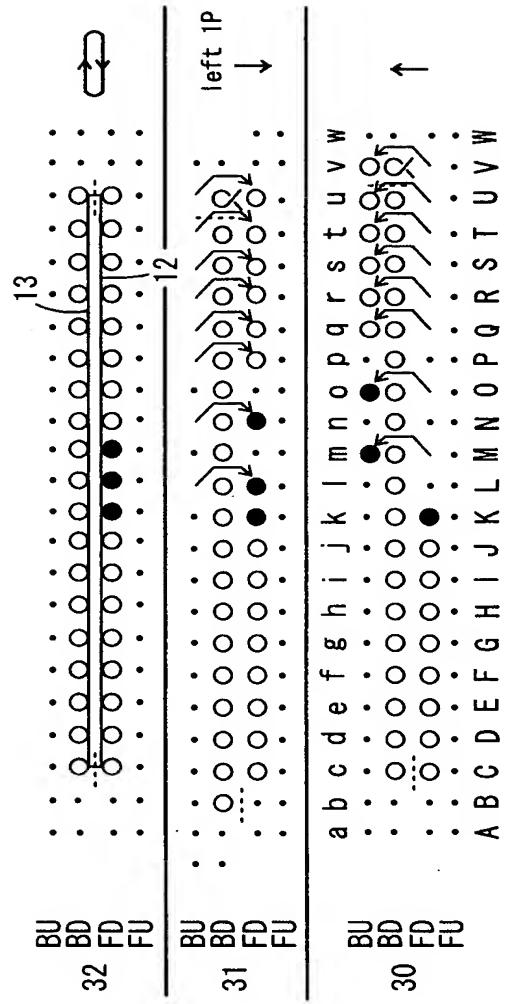 13
12
BU
BD
FD
FU
32
left 1P
BU
BD
FD
FU
31
a b c d e f g h i j k l m n o p q r s t u v w
BU
BD
FD
FU
30
A B C D E F G H I J K L M N O P Q R S T U V W